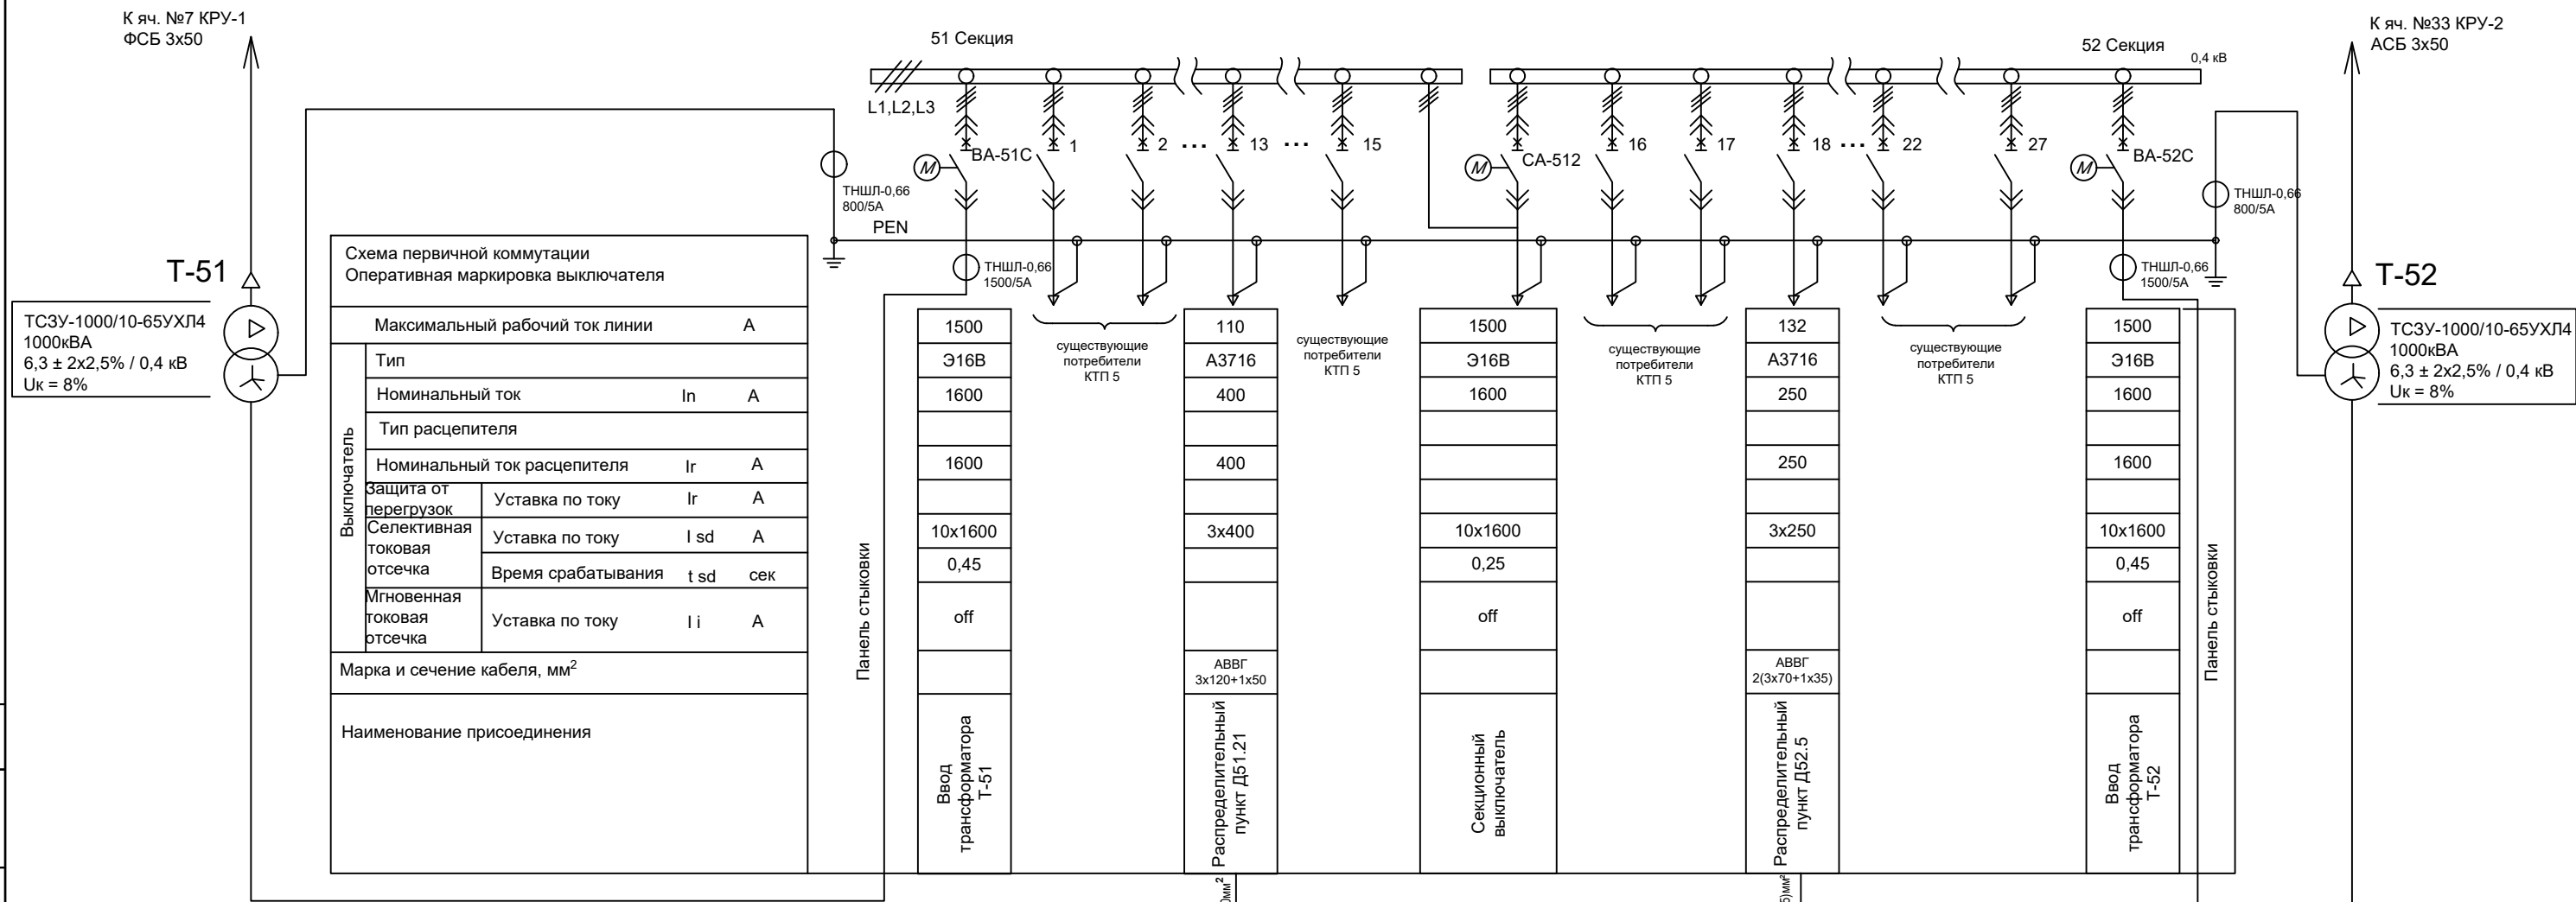 К яч. №7 КРУ-1
ФСБ 3х50
К яч. №33 КРУ-2
АСБ 3х50
51 Секция
52 Секция
0,4 кВ
L1,L2,L3
ВА-51С
1
2
...
13
...
15
СА-512
16
17
18
...
22
27
ВА-52С
М
М
М
ТНШЛ-0,66
800/5А
ТНШЛ-0,66
800/5А
PEN
ТНШЛ-0,66
1500/5А
ТНШЛ-0,66
1500/5А
Т-51
ТСЗУ-1000/10-65УХЛ4
1000кВА
6,3 ± 2х2,5% / 0,4 кВ
Uк = 8%
Т-52
ТСЗУ-1000/10-65УХЛ4
1000кВА
6,3 ± 2х2,5% / 0,4 кВ
Uк = 8%
Схема первичной коммутации
Оперативная маркировка выключателя
Максимальный рабочий ток линии А
1500
110
1500
132
1500
существующие
потребители
КТП 5
существующие
потребители
КТП 5
существующие
потребители
КТП 5
существующие
потребители
КТП 5
Выключатель
Тип
Э16В
А3716
Э16В
А3716
Э16В
Номинальный ток In А
1600
400
1600
250
1600
Тип расцепителя
Номинальный ток расцепителя Ir А
1600
400
250
1600
Защита от
перегрузок
Уставка по току Ir А
Селективная
токовая
отсечка
Уставка по току I sd А
10х1600
3х400
10х1600
3х250
10х1600
Время срабатывания t sd сек
0,45
0,25
0,45
Мгновенная
токовая
отсечка
Уставка по току I i А
off
off
off
Марка и сечение кабеля, мм²
АВВГ
3х120+1х50
АВВГ
2(3х70+1х35)
Наименование присоединения
Панель стыковки
Ввод
трансформатора
Т-51
Распределительный
пункт Д51.21
Секционный
выключатель
Распределительный
пункт Д52.5
Ввод
трансформатора
Т-52
Панель стыковки
мм²
)мм²